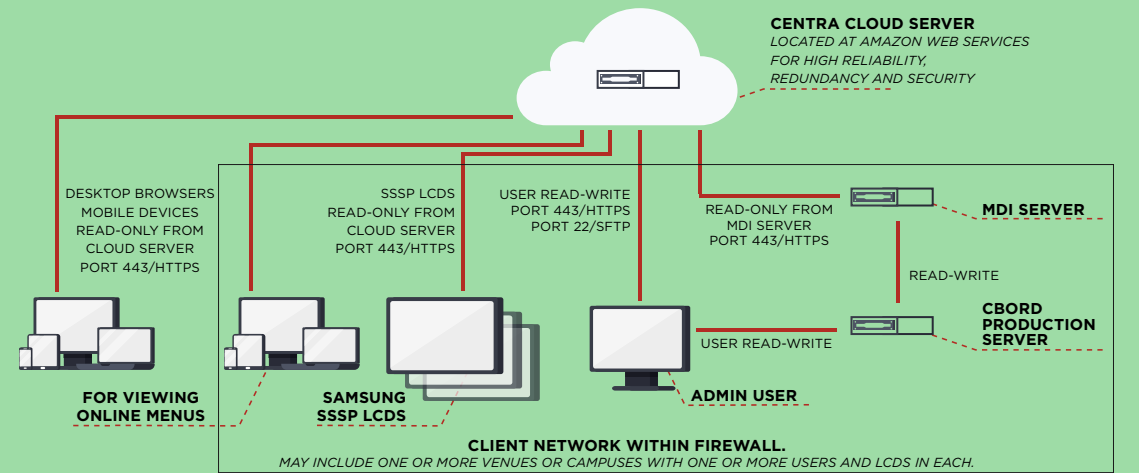 CENTRA CLOUD SERVER
LOCATED AT AMAZON WEB SERVICES
FOR HIGH RELIABILITY,
REDUNDANCY AND SECURITY
DESKTOP BROWSERS
MOBILE DEVICES
READ-ONLY FROM
CLOUD SERVER
PORT 443/HTTPS
SSSP LCDS
READ-ONLY FROM
CLOUD SERVER
PORT 443/HTTPS
USER READ-WRITE
PORT 443/HTTPS
PORT 22/SFTP
READ-ONLY FROM
MDI SERVER
PORT 443/HTTPS
MDI SERVER
READ-WRITE
CBORD
PRODUCTION
SERVER
USER READ-WRITE
FOR VIEWING
ONLINE MENUS
SAMSUNG
SSSP LCDS
ADMIN USER
CLIENT NETWORK WITHIN FIREWALL.
MAY INCLUDE ONE OR MORE VENUES OR CAMPUSES WITH ONE OR MORE USERS AND LCDS IN EACH.